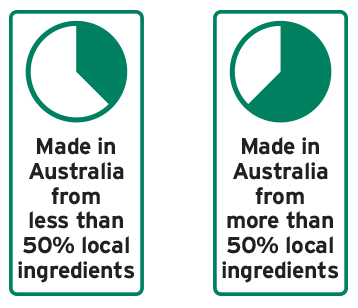 Made in
Australia
from
less than
50% local
ingredients
Made in
Australia
from
more than
50% local
ingredients